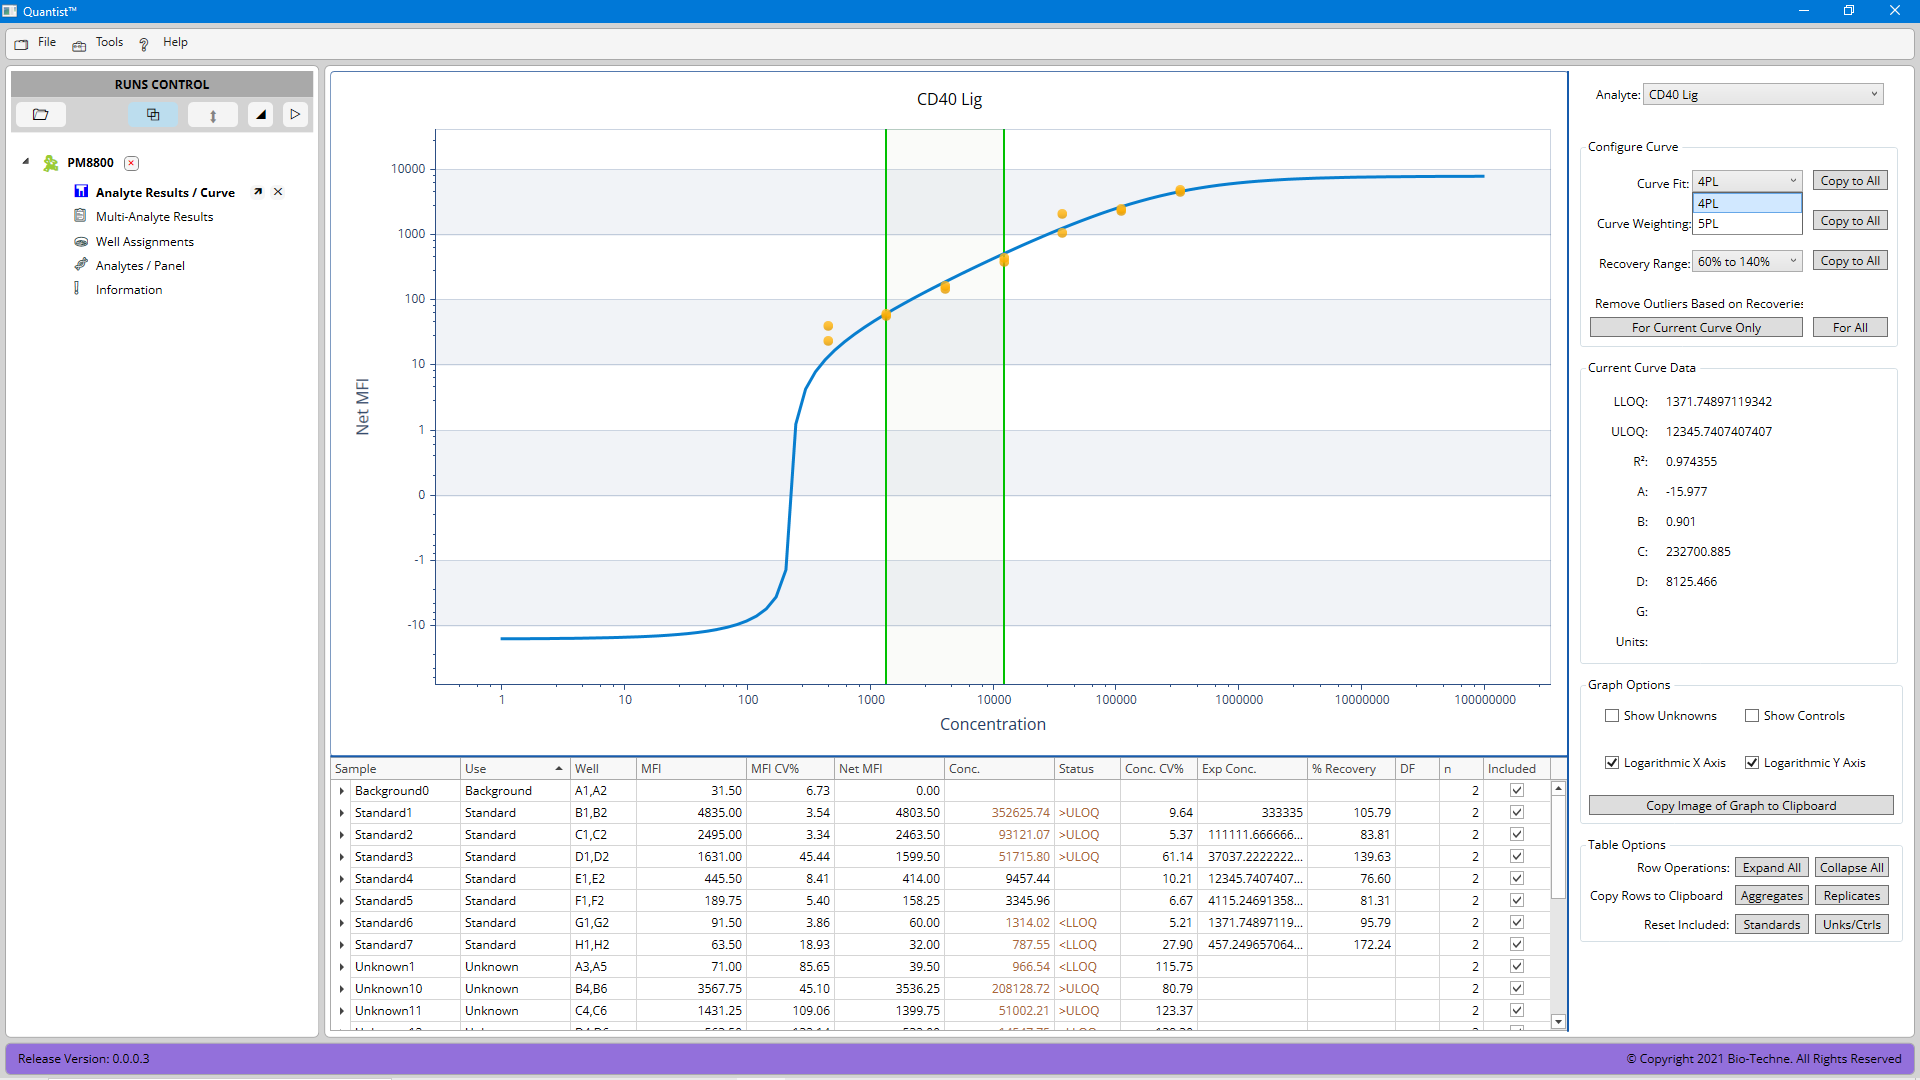 Quantist™
File Tools Help
RUNS CONTROL
PM8800
Analyte Results / Curve
Multi-Analyte Results
Well Assignments
Analytes / Panel
Information
CD40 Lig
Net MFI
10000
1000
100
10
1
0
-1
-10
1 10 100 1000 10000 100000 1000000 10000000 100000000
Concentration
Analyte: CD40 Lig
Configure Curve
Curve Fit: 4PL Copy to All
4PL
5PL
Curve Weighting: Copy to All
Recovery Range: 60% to 140% Copy to All
Remove Outliers Based on Recoveries
For Current Curve Only For All
Current Curve Data
LLOQ: 1371.74897119342
ULOQ: 12345.7407407407
R²: 0.974355
A: -15.977
B: 0.901
C: 232700.885
D: 8125.466
G:
Units:
Graph Options
Show Unknowns Show Controls
Logarithmic X Axis Logarithmic Y Axis
Copy Image of Graph to Clipboard
Table Options
Row Operations: Expand All Collapse All
Copy Rows to Clipboard Aggregates Replicates
Reset Included: Standards Unks/Ctrls
Sample Use Well MFI MFI CV% Net MFI Conc. Status Conc. CV% Exp Conc. % Recovery DF n Included
Background0 Background A1,A2 31.50 6.73 0.00 2
Standard1 Standard B1,B2 4835.00 3.54 4803.50 352625.74 >ULOQ 9.64 333335 105.79 2
Standard2 Standard C1,C2 2495.00 3.34 2463.50 93121.07 >ULOQ 5.37 111111.666666... 83.81 2
Standard3 Standard D1,D2 1631.00 45.44 1599.50 51715.80 >ULOQ 61.14 37037.2222222... 139.63 2
Standard4 Standard E1,E2 445.50 8.41 414.00 9457.44 10.21 12345.7407407... 76.60 2
Standard5 Standard F1,F2 189.75 5.40 158.25 3345.96 6.67 4115.24691358... 81.31 2
Standard6 Standard G1,G2 91.50 3.86 60.00 1314.02 <LLOQ 5.21 1371.74897119... 95.79 2
Standard7 Standard H1,H2 63.50 18.93 32.00 787.55 <LLOQ 27.90 457.249657064... 172.24 2
Unknown1 Unknown A3,A5 71.00 85.65 39.50 966.54 <LLOQ 115.75 2
Unknown10 Unknown B4,B6 3567.75 45.10 3536.25 208128.72 >ULOQ 80.79 2
Unknown11 Unknown C4,C6 1431.25 109.06 1399.75 51002.21 >ULOQ 123.37 2
Release Version: 0.0.0.3
© Copyright 2021 Bio-Techne. All Rights Reserved